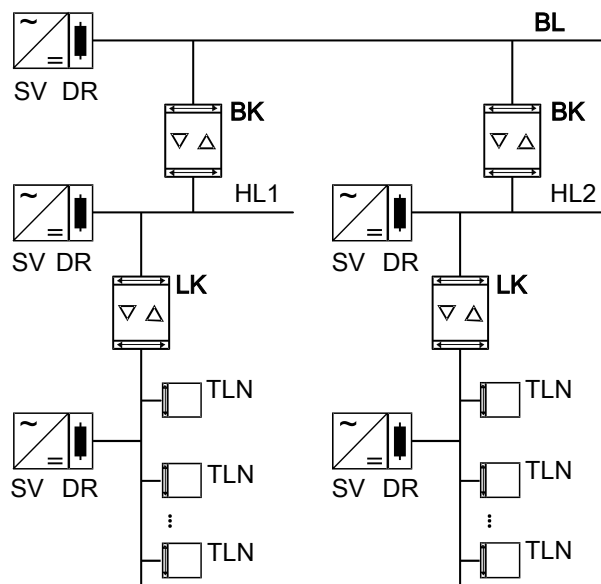 BL
SV DR
BK BK
HL1 HL2
SV DR SV DR
LK LK
TLN TLN
SV DR SV DR
TLN TLN
TLN TLN